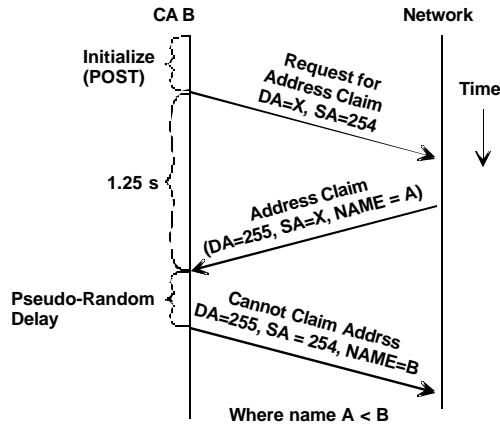 CA B
Network
Initialize
(POST)
Request for
Address Claim
DA=X, SA=254
Time
1.25 s
Address Claim
(DA=255, SA=X, NAME = A)
Pseudo-Random
Delay
Cannot Claim Addrss
DA=255, SA = 254, NAME=B
Where name A < B